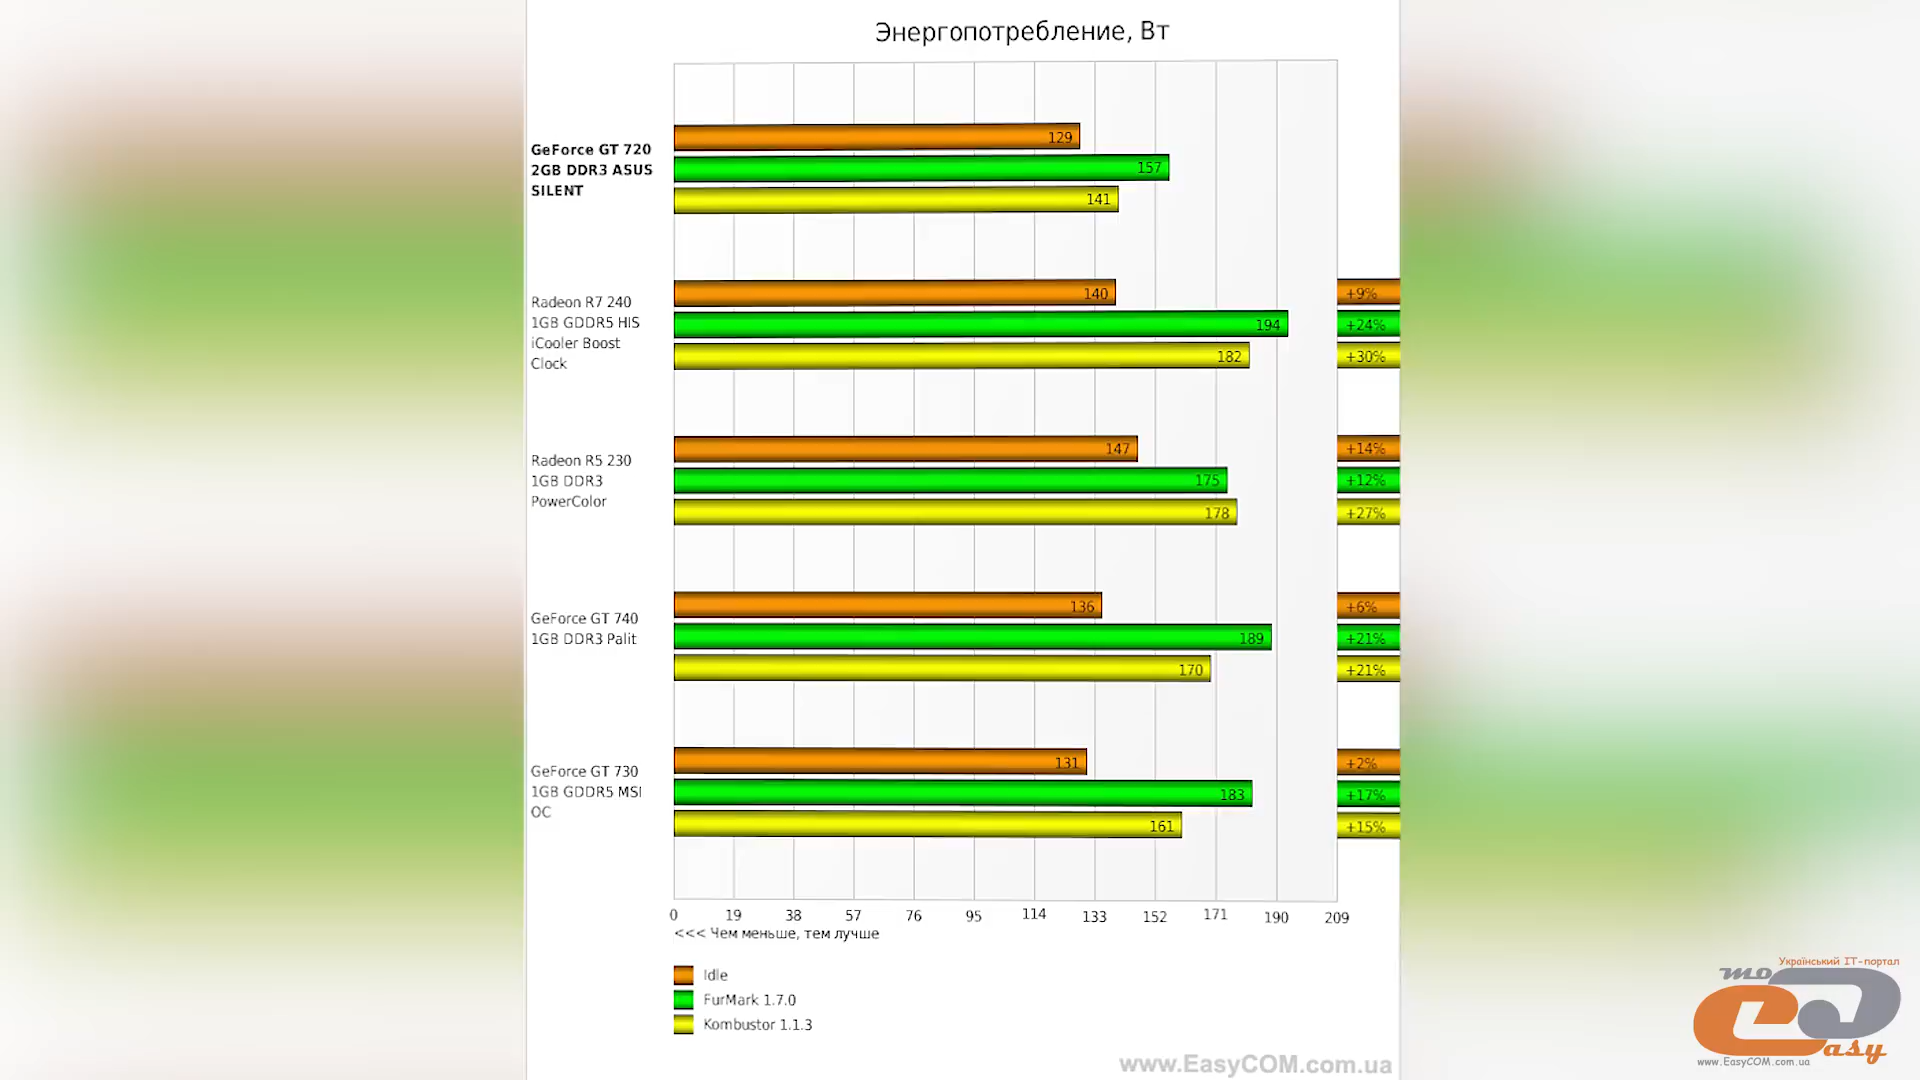 Энергопотребление, Вт
GeForce GT 720
2GB DDR3 ASUS
SILENT
129
157
141
Radeon R7 240
1GB GDDR5 HIS
iCooler Boost
Clock
140
+9%
194
+24%
182
+30%
Radeon R5 230
1GB DDR3
PowerColor
147
+14%
175
+12%
178
+27%
GeForce GT 740
1GB DDR3 Palit
136
+6%
189
+21%
170
+21%
GeForce GT 730
1GB GDDR5 MSI
OC
131
+2%
183
+17%
161
+15%
0 19 38 57 76 95 114 133 152 171 190 209
<<< Чем меньше, тем лучше
Idle
FurMark 1.7.0
Kombustor 1.1.3
www.EasyCOM.com.ua
Український IT-портал
easy
www.EasyCOM.com.ua